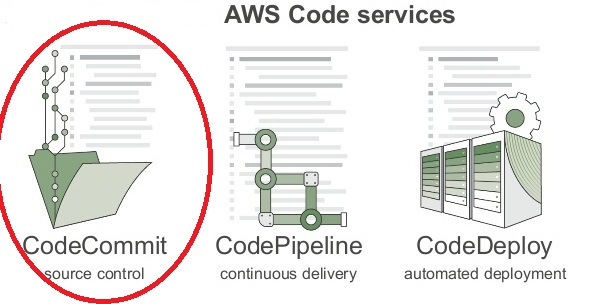 AWS Code services
CodeCommit
source control
CodePipeline
continuous delivery
CodeDeploy
automated deployment